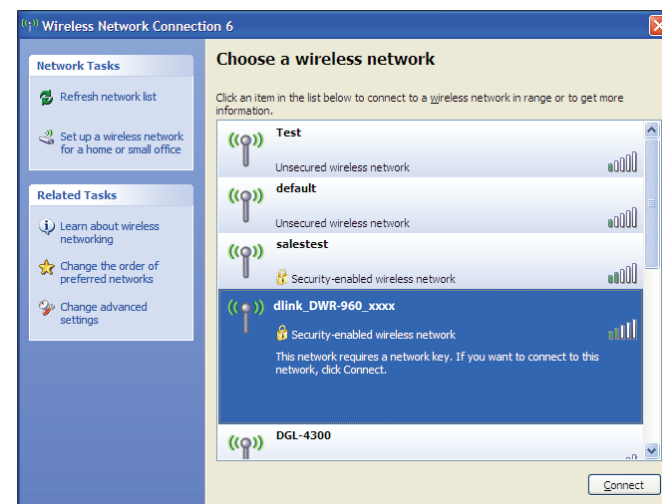 Wireless Network Connection 6
Network Tasks
Refresh network list
Set up a wireless network
for a home or small office
Related Tasks
Learn about wireless
networking
Change the order of
preferred networks
Change advanced
settings
Choose a wireless network
Click an item in the list below to connect to a wireless network in range or to get more
information.
Test
Unsecured wireless network
default
Unsecured wireless network
salestest
Security-enabled wireless network
dlink_DWR-960_xxxx
Security-enabled wireless network
This network requires a network key. If you want to connect to this
network, click Connect.
DGL-4300
Connect